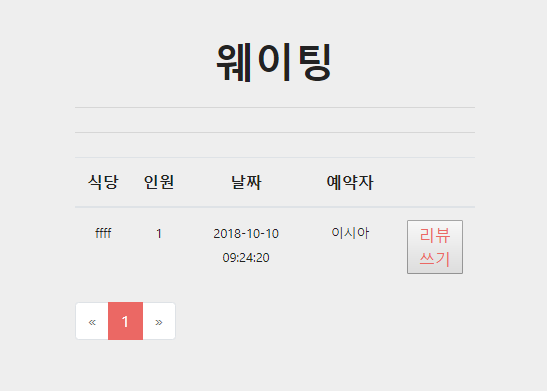 웨이팅
식당 인원 날짜 예약자
ffff 1 2018-10-10 이시아 리뷰
09:24:20 쓰기
« 1 »